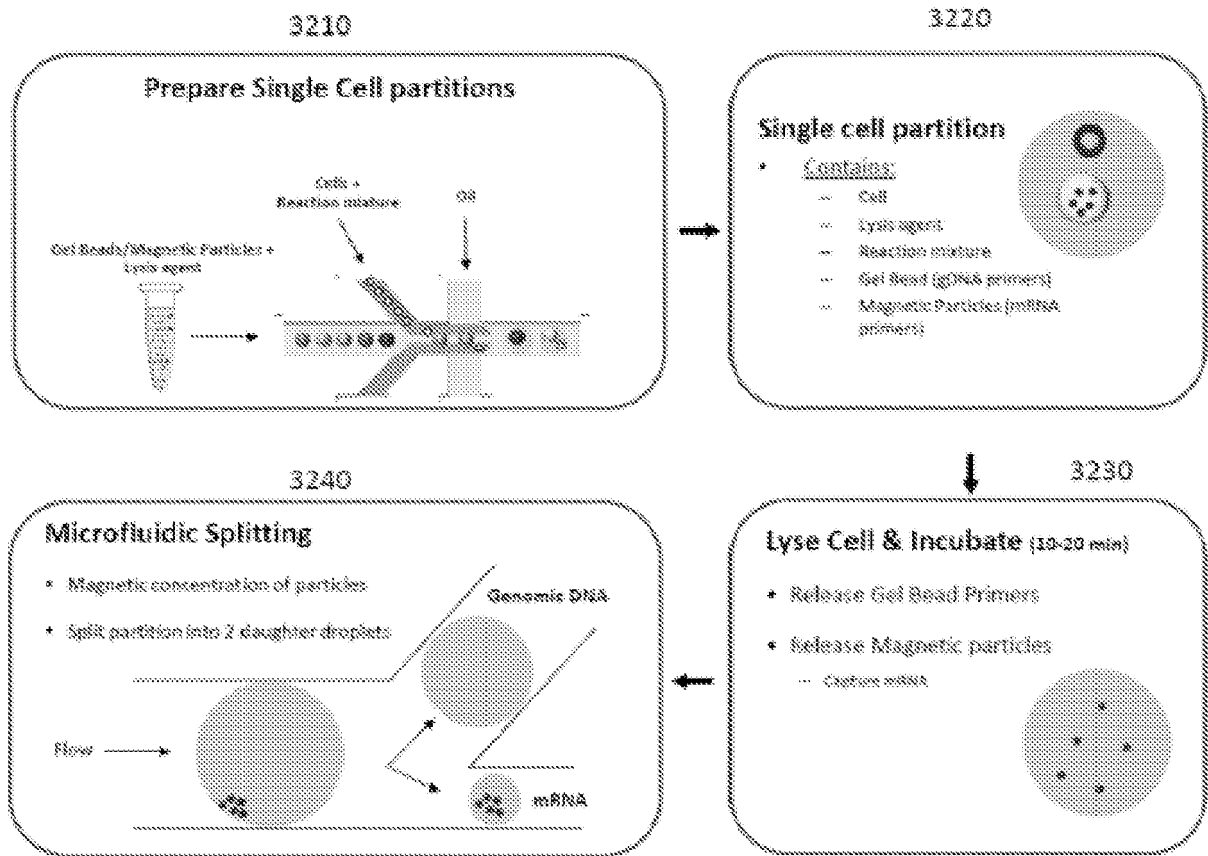 3210
Prepare Single Cell partitions
Cells +
Reaction mixture
Oil
Gel Beads/Magnetic Particles +
Lysis agent
3220
Single cell partition
• Contains:
— Cell
— Lysis agent
— Reaction mixture
— Gel Bead (gDNA primers)
— Magnetic Particles (mRNA
primers)
3230
Lyse Cell & Incubate (10-20 min)
• Release Gel Bead Primers
• Release Magnetic particles
— Capture mRNA
3240
Microfluidic Splitting
• Magnetic concentration of particles
• Split partition into 2 daughter droplets
Genomic DNA
Flow
mRNA